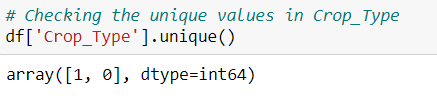 # Checking the unique values in Crop_Type
df['Crop_Type'].unique()
array([1, 0], dtype=int64)